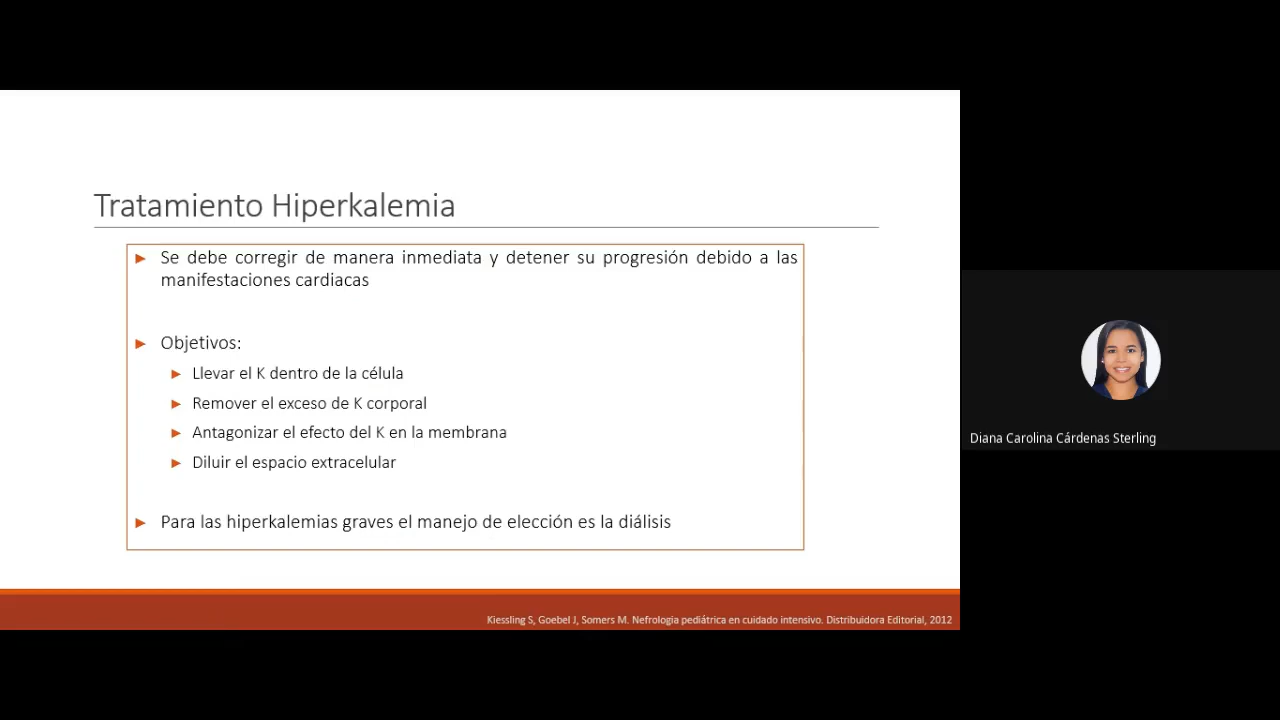 Tratamiento Hiperkalemia
Se debe corregir de manera inmediata y detener su progresión debido a las
manifestaciones cardiacas
Objetivos:
Llevar el K dentro de la célula
Remover el exceso de K corporal
Antagonizar el efecto del K en la membrana
Diluir el espacio extracelular
Para las hiperkalemias graves el manejo de elección es la diálisis
Kiessling S, Goebel J, Somers M. Nefrologia pediátrica en cuidado intensivo. Distribuidora Editorial, 2012
Diana Carolina Cárdenas Sterling